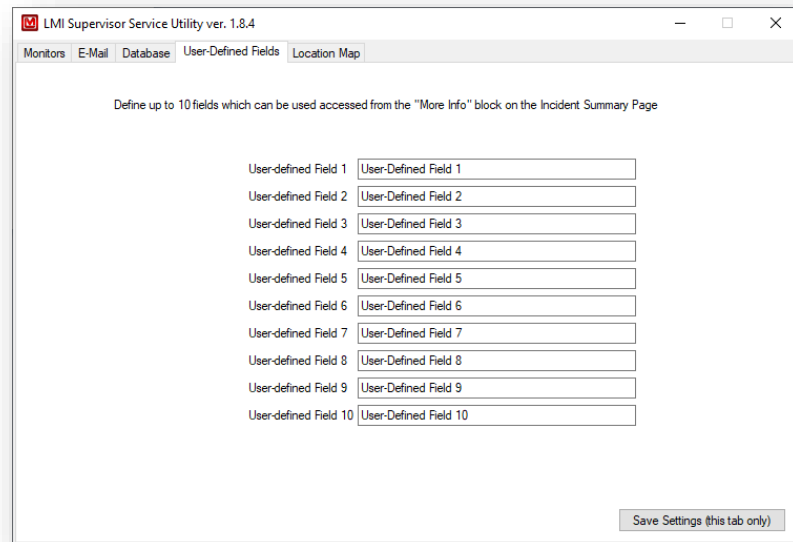 LMI Supervisor Service Utility ver. 1.8.4
Monitors E-Mail Database User-Defined Fields Location Map
Define up to 10 fields which can be used accessed from the "More Info" block on the Incident Summary Page
User-defined Field 1 User-Defined Field 1
User-defined Field 2 User-Defined Field 2
User-defined Field 3 User-Defined Field 3
User-defined Field 4 User-Defined Field 4
User-defined Field 5 User-Defined Field 5
User-defined Field 6 User-Defined Field 6
User-defined Field 7 User-Defined Field 7
User-defined Field 8 User-Defined Field 8
User-defined Field 9 User-Defined Field 9
User-defined Field 10 User-Defined Field 10
Save Settings (this tab only)